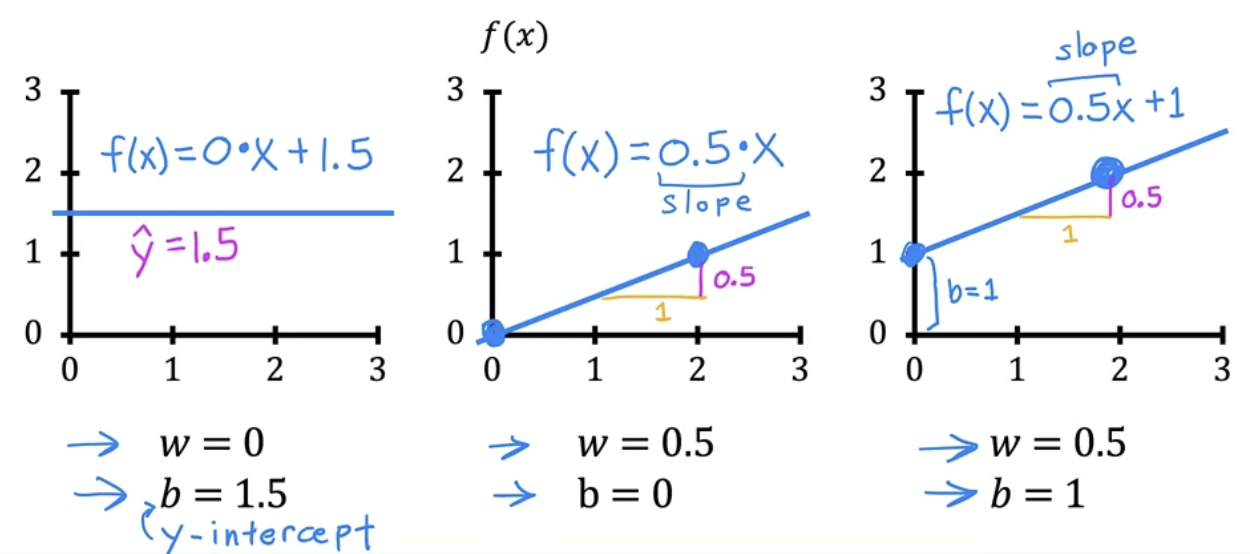 f(x)
3
2
1
0
f(x)=0•x+1.5
ŷ=1.5
0 1 2 3
→ w = 0
→ b = 1.5
y-intercept
3
2
1
0
f(x)=0.5•x
slope
0.5
1
0 1 2 3
→ w = 0.5
→ b = 0
slope
3
2
1
0
f(x)=0.5x+1
0.5
1
b=1
0 1 2 3
→ w = 0.5
→ b = 1